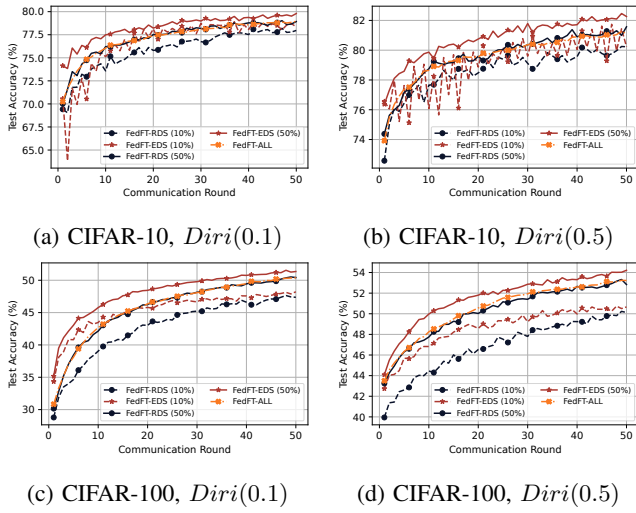 80.0
77.5
75.0
72.5
70.0
67.5
65.0
Test Accuracy (%)
FedFT-RDS (10%)
FedFT-EDS (10%)
FedFT-RDS (50%)
FedFT-EDS (50%)
FedFT-ALL
0 10 20 30 40 50
Communication Round
(a) CIFAR-10, Diri(0.1)
82
80
78
76
74
Test Accuracy (%)
FedFT-RDS (10%)
FedFT-EDS (10%)
FedFT-RDS (50%)
FedFT-EDS (50%)
FedFT-ALL
0 10 20 30 40 50
Communication Round
(b) CIFAR-10, Diri(0.5)
50
45
40
35
30
Test Accuracy (%)
FedFT-RDS (10%)
FedFT-EDS (10%)
FedFT-RDS (50%)
FedFT-EDS (50%)
FedFT-ALL
0 10 20 30 40 50
Communication Round
(c) CIFAR-100, Diri(0.1)
54
52
50
48
46
44
42
40
Test Accuracy (%)
FedFT-RDS (10%)
FedFT-EDS (10%)
FedFT-RDS (50%)
FedFT-EDS (50%)
FedFT-ALL
0 10 20 30 40 50
Communication Round
(d) CIFAR-100, Diri(0.5)